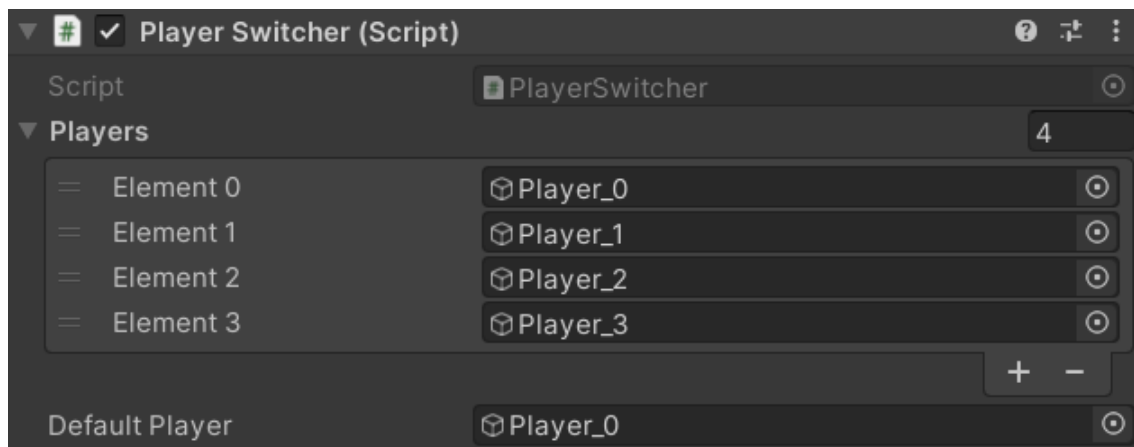 Player Switcher (Script)
Script PlayerSwitcher
Players 4
Element 0 Player_0
Element 1 Player_1
Element 2 Player_2
Element 3 Player_3
Default Player Player_0